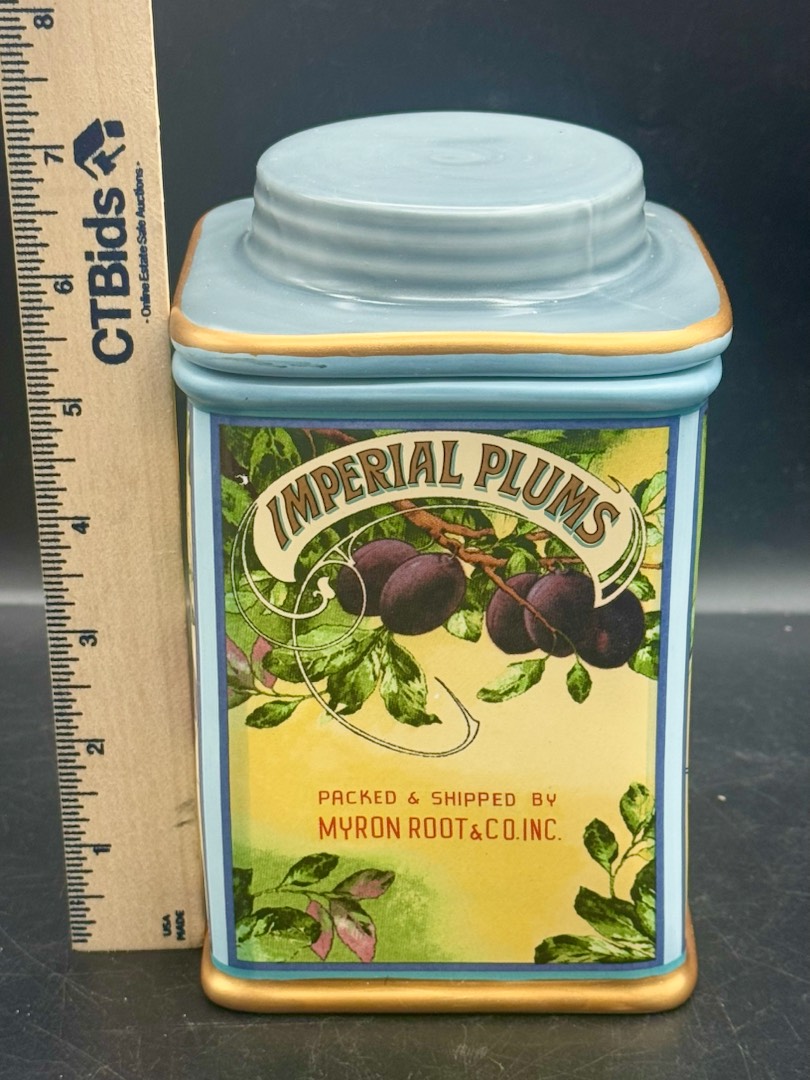 IMPERIAL PLUMS
PACKED & SHIPPED BY
MYRON ROOT & CO. INC.
CTBids
- Online Estate Sale Auctions -
8
7
6
5
4
3
2
1
USA
MADE